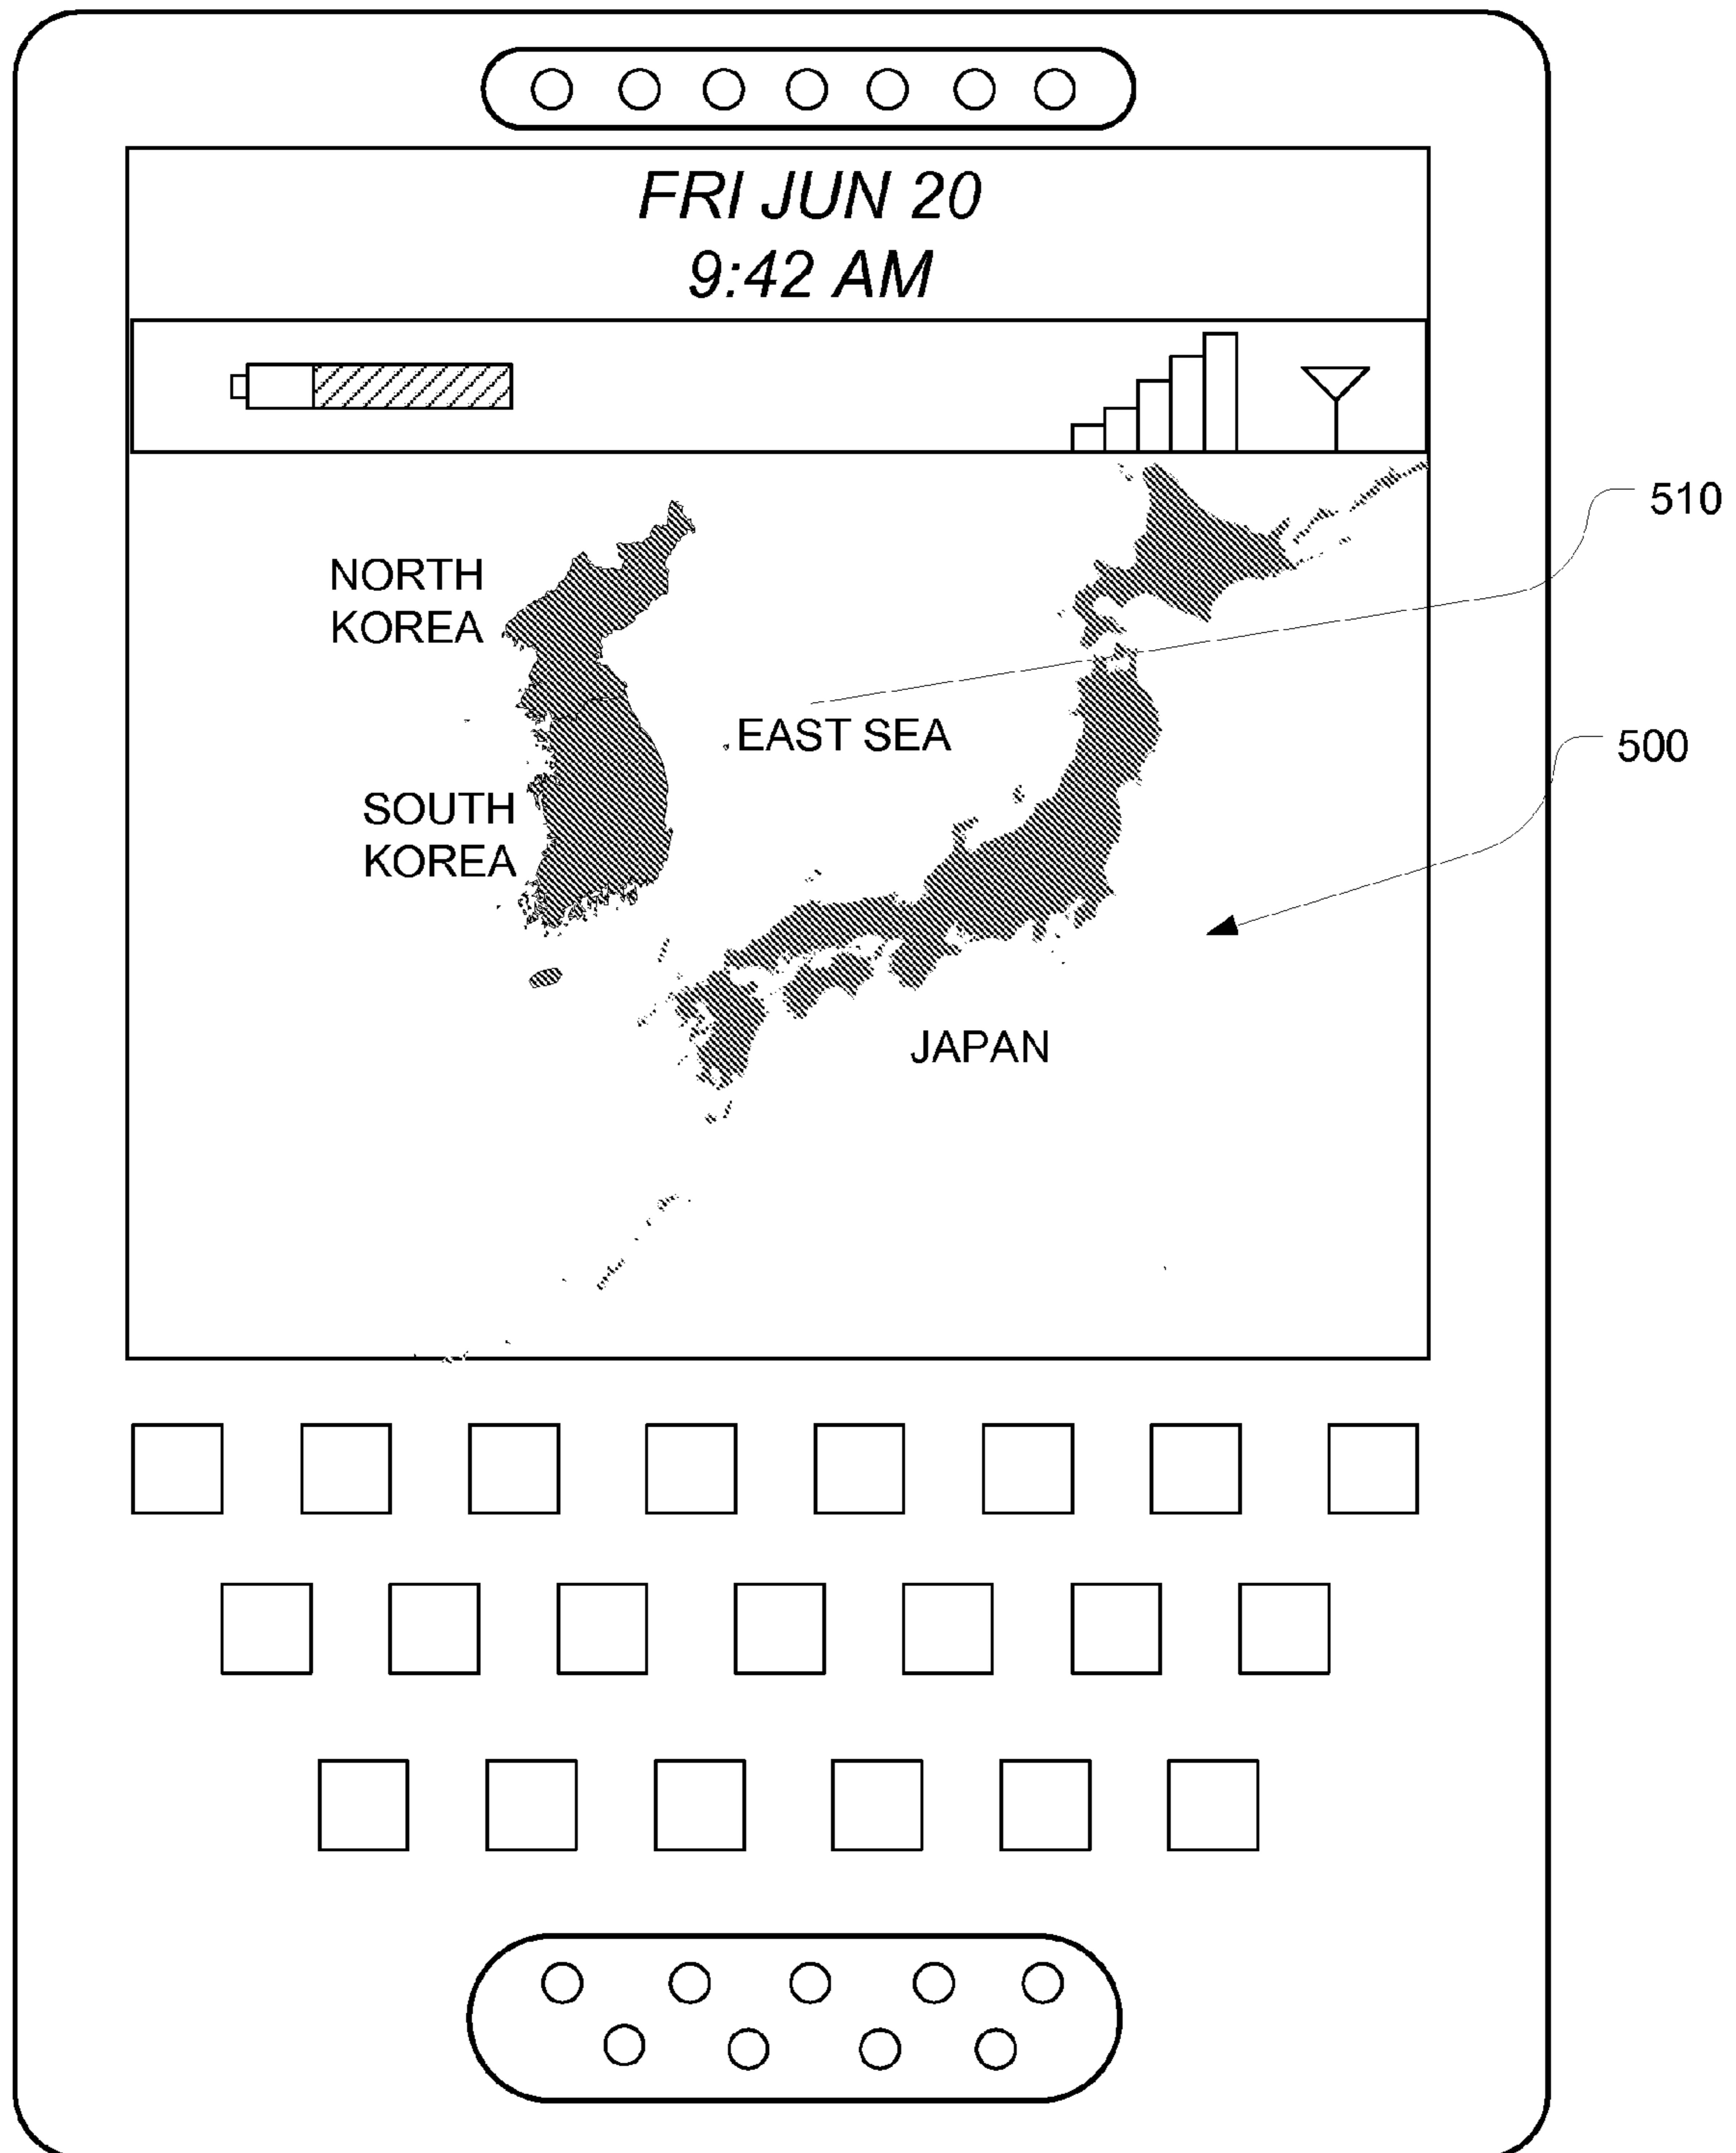 FRI JUN 20
9:42 AM
510
NORTH
KOREA
EAST SEA
500
SOUTH
KOREA
JAPAN